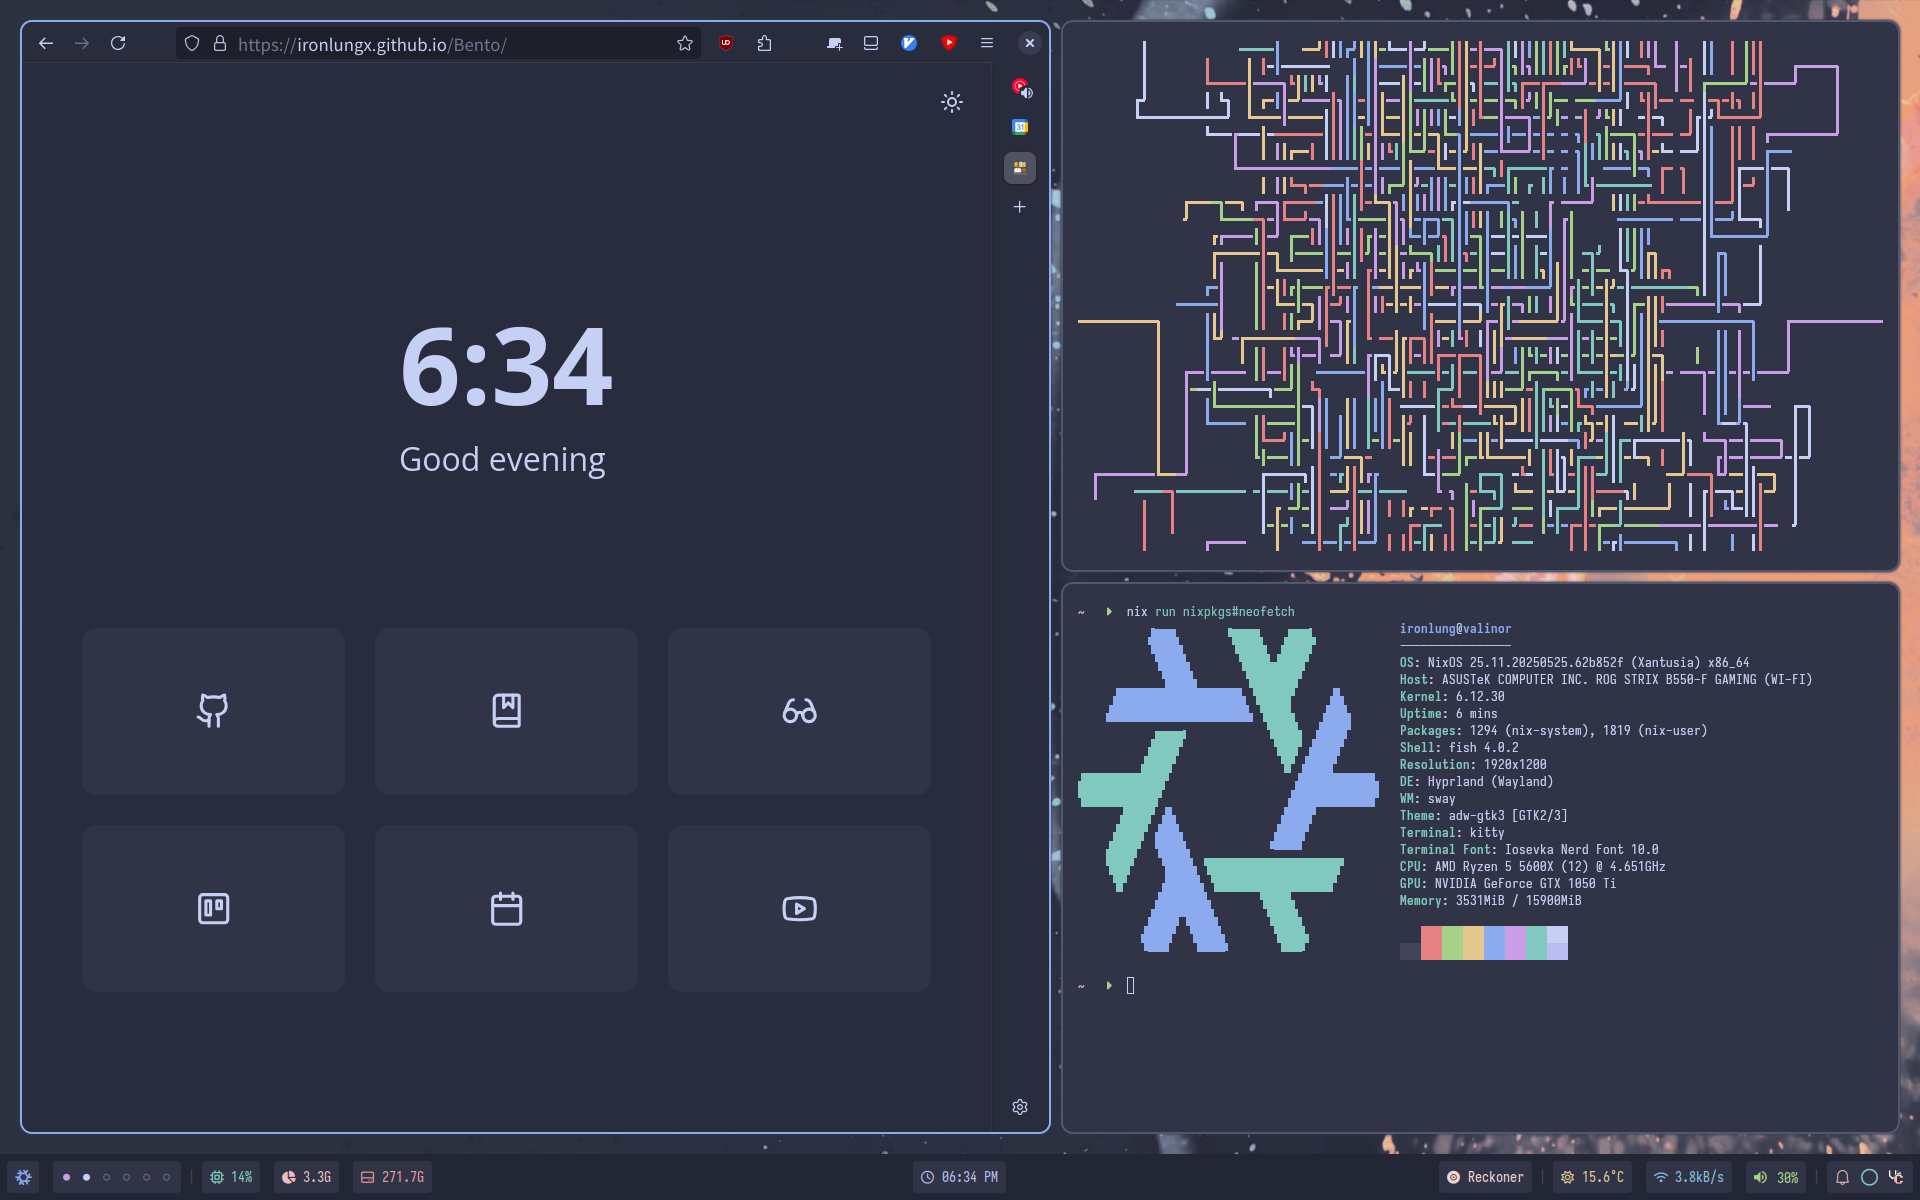 https://ironlungx.github.io/Bento/
6:34
Good evening
~ nix run nixpkgs#neofetch
ironlung@valinor
----------------
OS: NixOS 25.11.20250525.62b852f (Xantusia) x86_64
Host: ASUSTeK COMPUTER INC. ROG STRIX B550-F GAMING (WI-FI)
Kernel: 6.12.30
Uptime: 6 mins
Packages: 1294 (nix-system), 1819 (nix-user)
Shell: fish 4.0.2
Resolution: 1920x1200
DE: Hyprland (Wayland)
WM: sway
Theme: adw-gtk3 [GTK2/3]
Terminal: kitty
Terminal Font: Iosevka Nerd Font 10.0
CPU: AMD Ryzen 5 5600X (12) @ 4.651GHz
GPU: NVIDIA GeForce GTX 1050 Ti
Memory: 3531MiB / 15900MiB
~
14% 3.3G 271.7G 06:34 PM Reckoner 15.6°C 3.8kB/s 30%